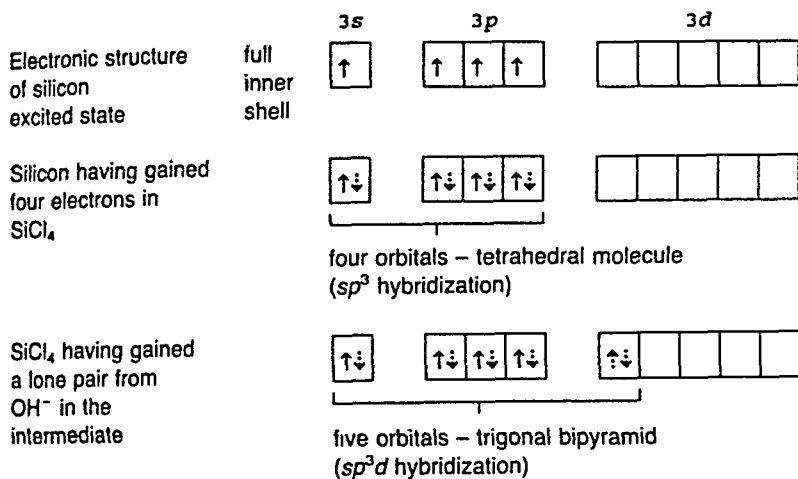 3s 3p 3d
Electronic structure
of silicon
excited state
full
inner
shell
↑ ↑ ↑ ↑
Silicon having gained
four electrons in
SiCl₄
↑⇣ ↑⇣ ↑⇣ ↑⇣
four orbitals – tetrahedral molecule
(sp³ hybridization)
SiCl₄ having gained
a lone pair from
OH⁻ in the
intermediate
↑⇣ ↑⇣ ↑⇣ ↑⇣ ⇡⇣
five orbitals – trigonal bipyramid
(sp³d hybridization)